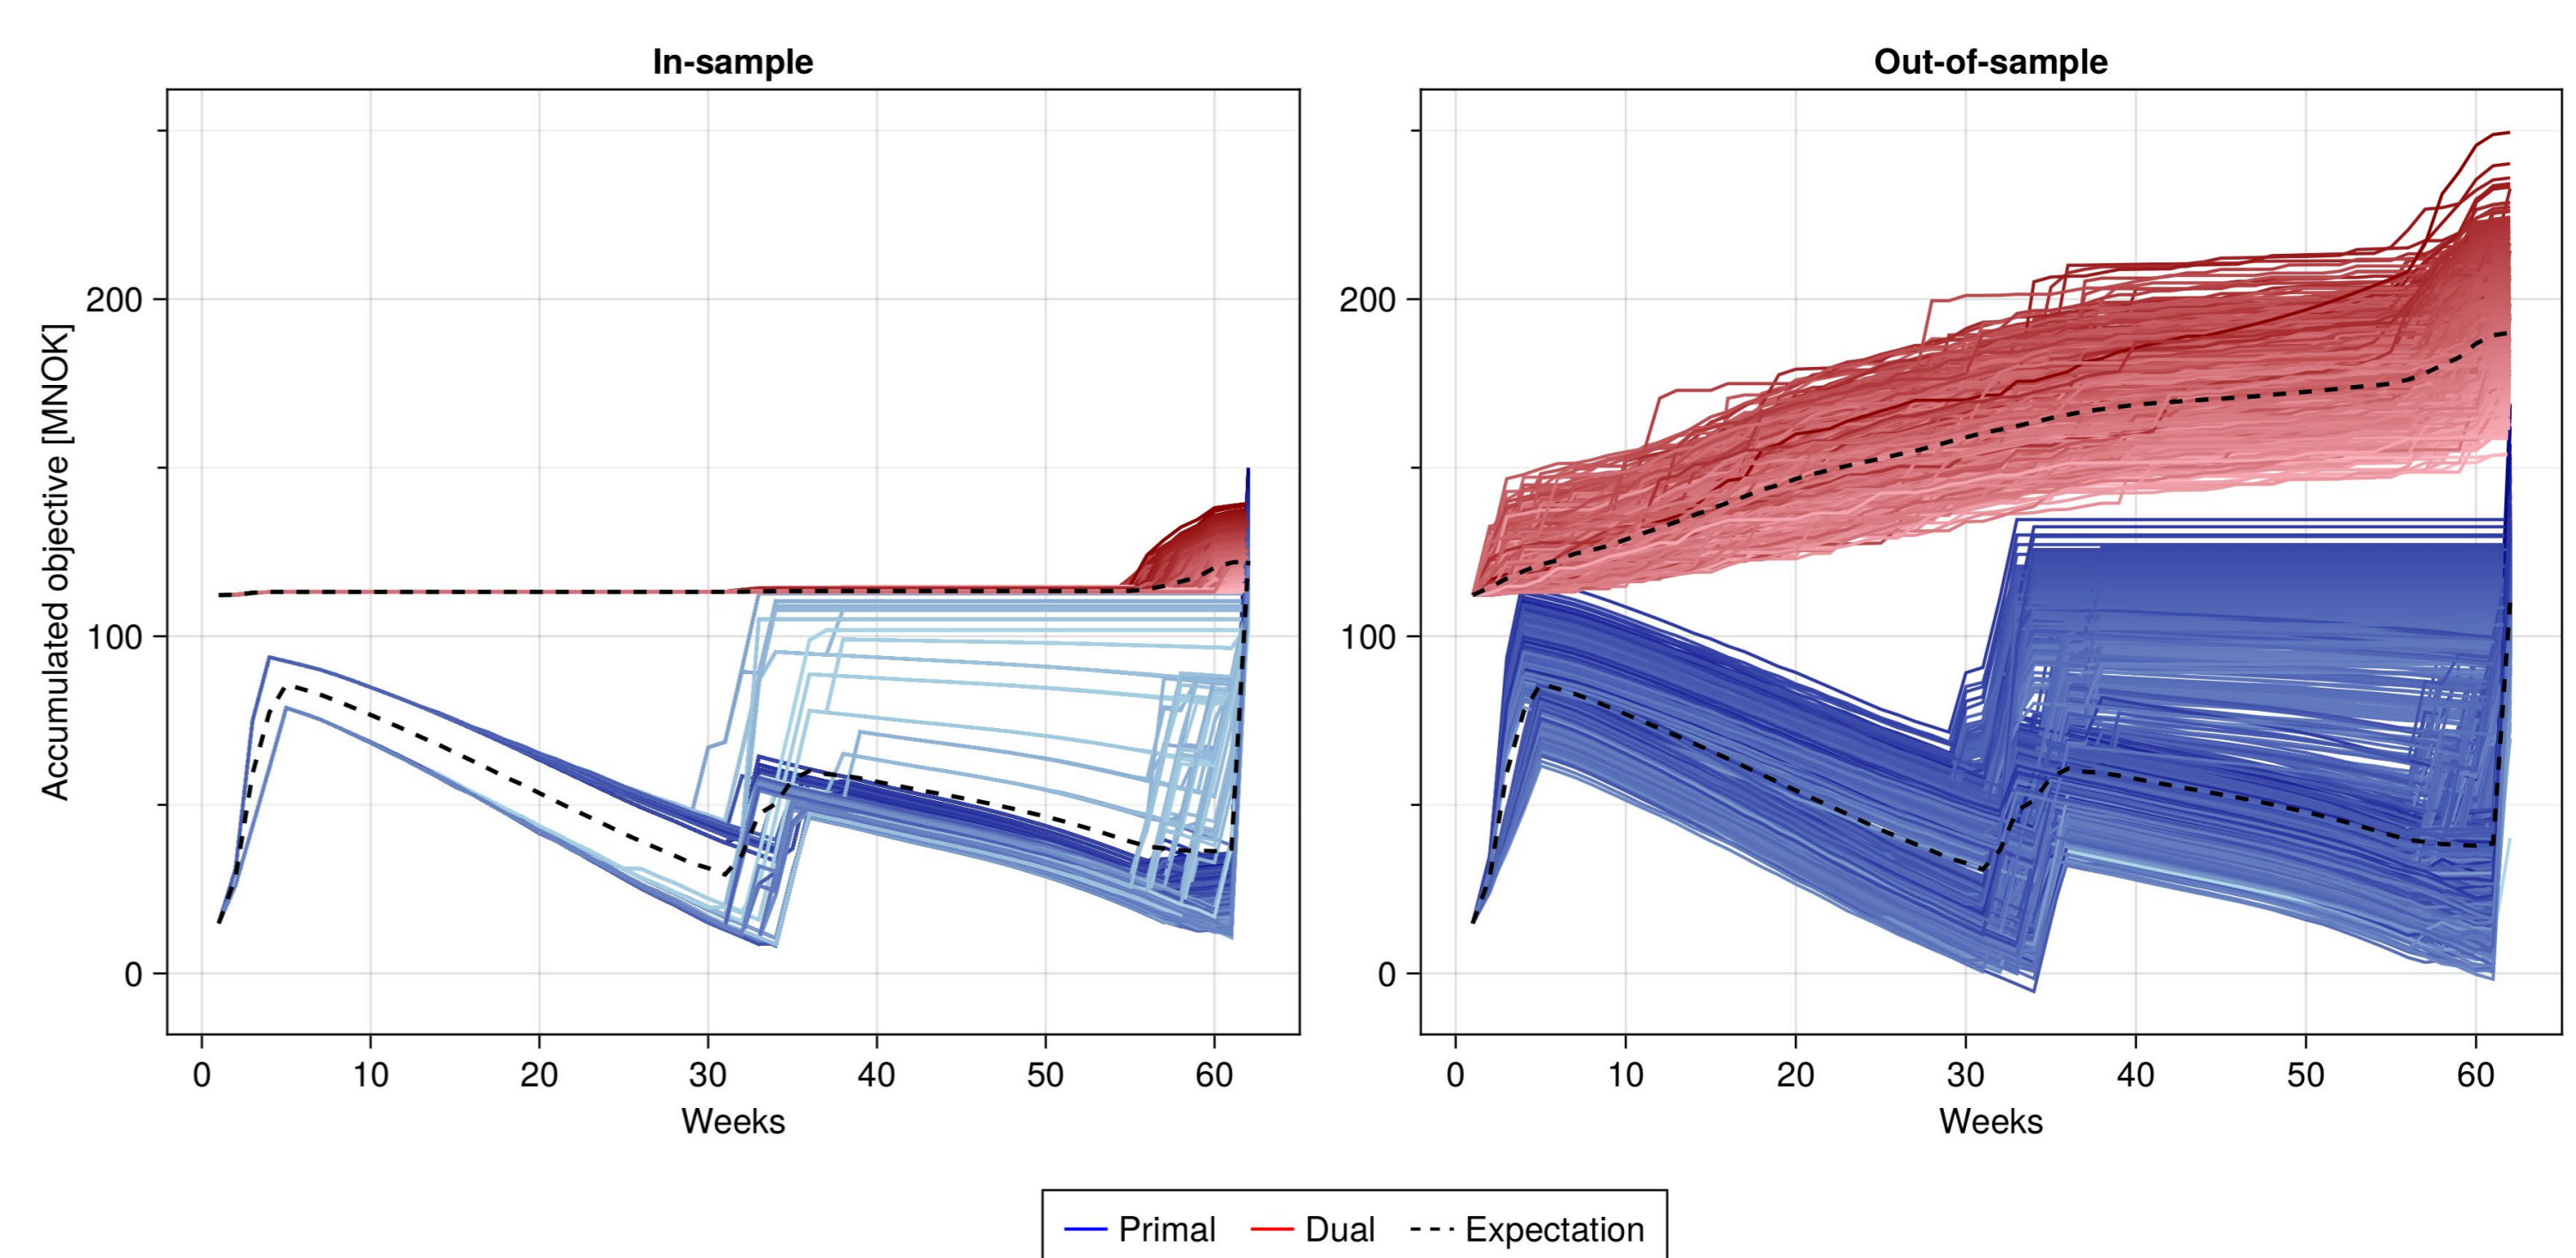 In-sample
Out-of-sample
Accumulated objective [MNOK]
200
100
0
0 10 20 30 40 50 60
Weeks
200
100
0
0 10 20 30 40 50 60
Weeks
Primal Dual Expectation